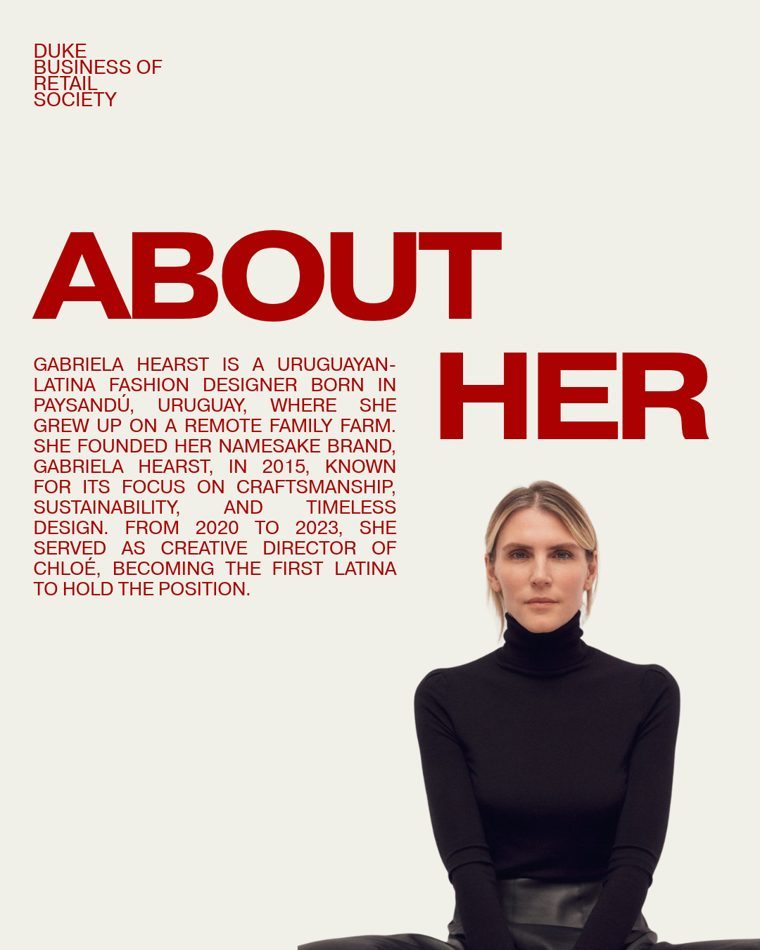 DUKE
BUSINESS OF
RETAIL
SOCIETY
ABOUT
HER
GABRIELA HEARST IS A URUGUAYAN-
LATINA FASHION DESIGNER BORN IN
PAYSANDÚ, URUGUAY, WHERE SHE
GREW UP ON A REMOTE FAMILY FARM.
SHE FOUNDED HER NAMESAKE BRAND,
GABRIELA HEARST, IN 2015, KNOWN
FOR ITS FOCUS ON CRAFTSMANSHIP,
SUSTAINABILITY, AND TIMELESS
DESIGN. FROM 2020 TO 2023, SHE
SERVED AS CREATIVE DIRECTOR OF
CHLOÉ, BECOMING THE FIRST LATINA
TO HOLD THE POSITION.